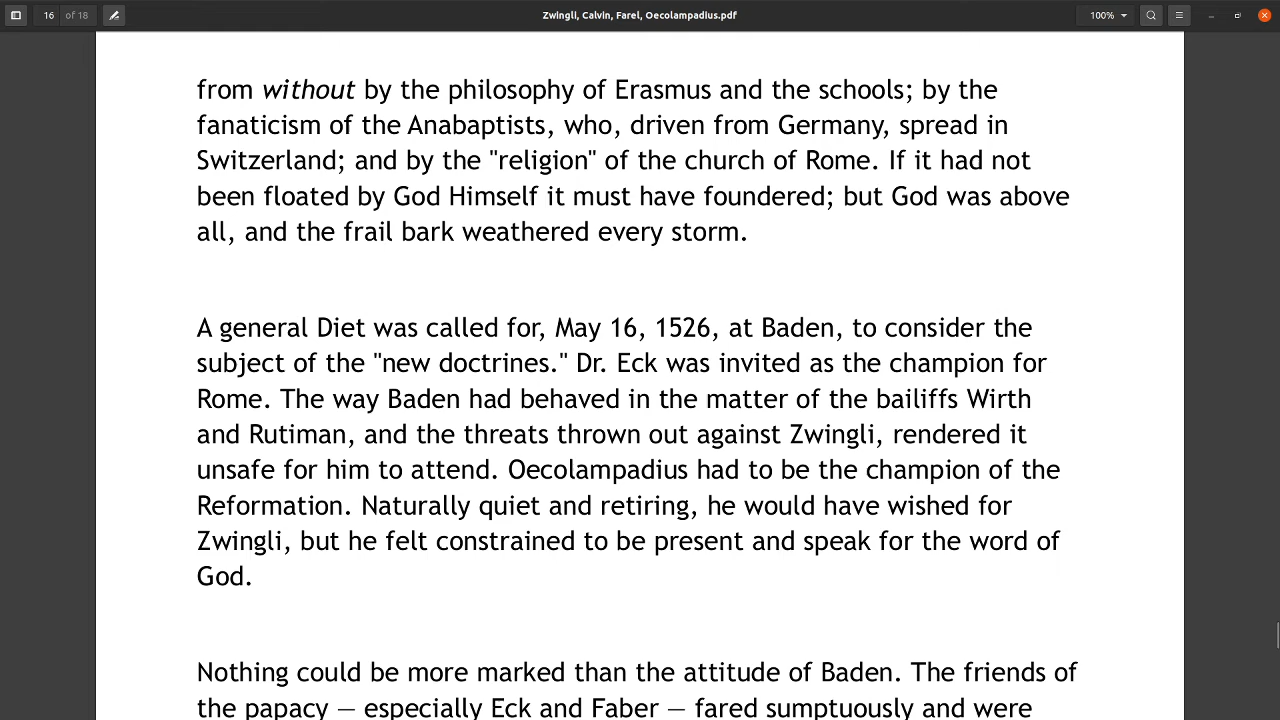 16 of 18
Zwingli, Calvin, Farel, Oecolampadius.pdf
100%
from without by the philosophy of Erasmus and the schools; by the
fanaticism of the Anabaptists, who, driven from Germany, spread in
Switzerland; and by the "religion" of the church of Rome. If it had not
been floated by God Himself it must have foundered; but God was above
all, and the frail bark weathered every storm.
A general Diet was called for, May 16, 1526, at Baden, to consider the
subject of the "new doctrines." Dr. Eck was invited as the champion for
Rome. The way Baden had behaved in the matter of the bailiffs Wirth
and Rutiman, and the threats thrown out against Zwingli, rendered it
unsafe for him to attend. Oecolampadius had to be the champion of the
Reformation. Naturally quiet and retiring, he would have wished for
Zwingli, but he felt constrained to be present and speak for the word of
God.
Nothing could be more marked than the attitude of Baden. The friends of
the papacy — especially Eck and Faber — fared sumptuously and were